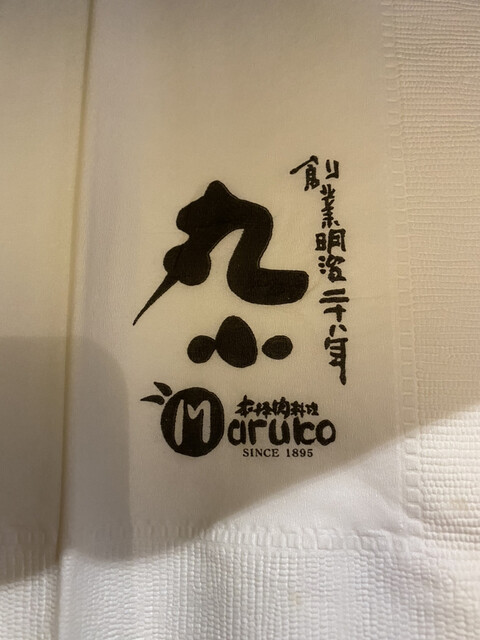 創業明治二十八年
丸小
本格肉料理
Maruko
SINCE 1895